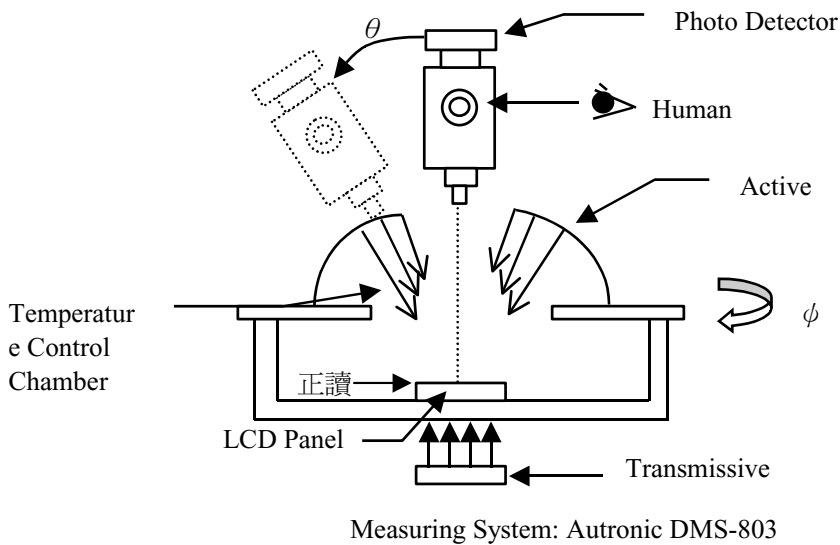 Photo Detector
θ
Human
Active
Temperatur
e Control
Chamber
ϕ
正讀
LCD Panel
Transmissive
Measuring System: Autronic DMS-803